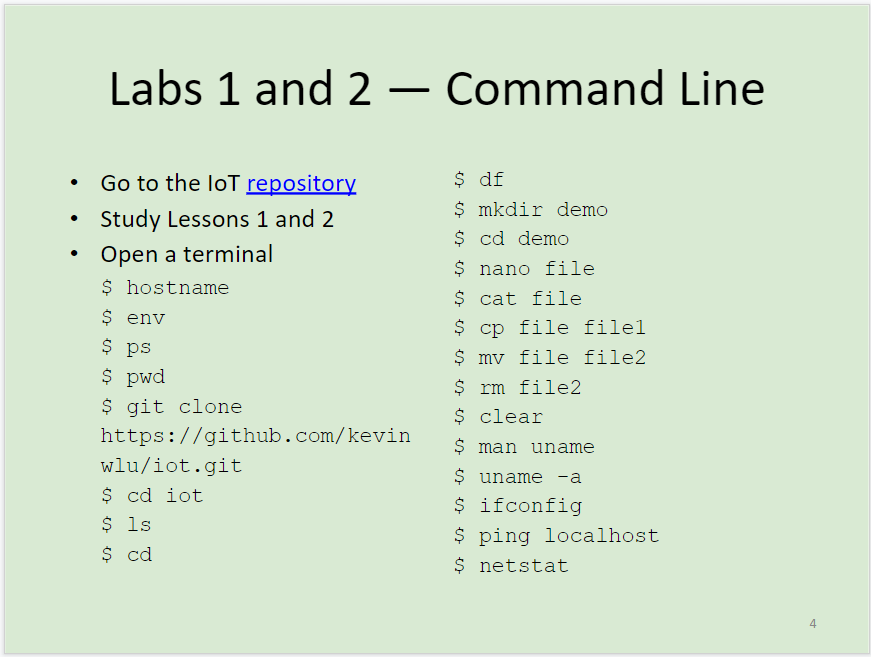 Labs 1 and 2 — Command Line
• Go to the IoT repository
• Study Lessons 1 and 2
• Open a terminal
$ hostname
$ env
$ ps
$ pwd
$ git clone
https://github.com/kevin
wlu/iot.git
$ cd iot
$ ls
$ cd
$ df
$ mkdir demo
$ cd demo
$ nano file
$ cat file
$ cp file file1
$ mv file file2
$ rm file2
$ clear
$ man uname
$ uname -a
$ ifconfig
$ ping localhost
$ netstat
4